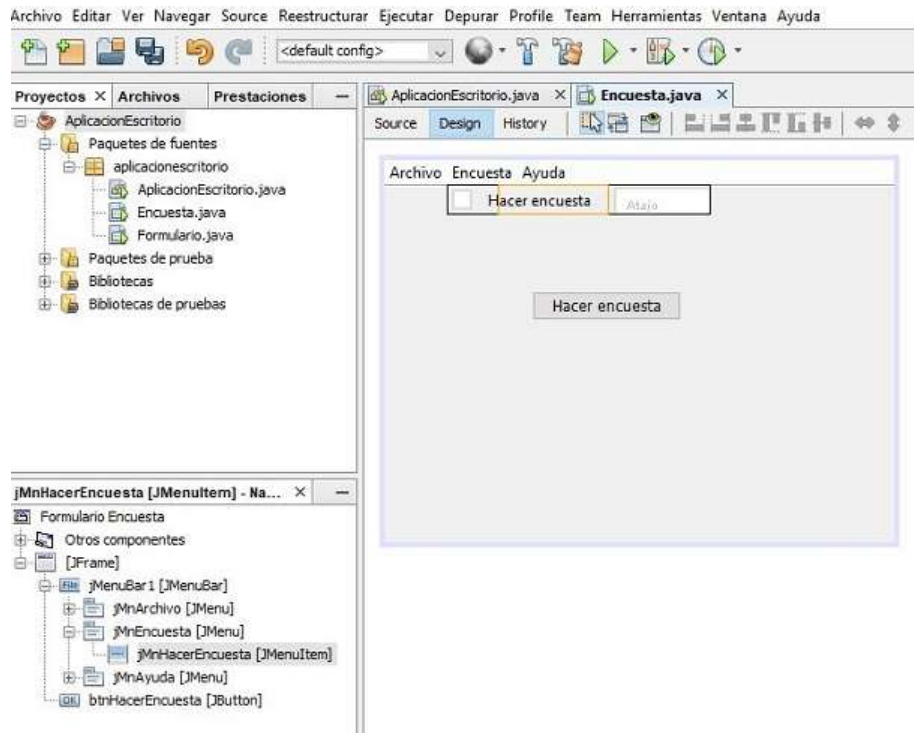 Archivo Editar Ver Navegar Source Reestructurar Ejecutar Depurar Profile Team Herramientas Ventana Ayuda
<default config>
Proyectos Archivos Prestaciones
AplicacionEscritorio
Paquetes de fuentes
aplicacionescritorio
AplicacionEscritorio.java
Encuesta.java
Formulario.java
Paquetes de prueba
Bibliotecas
Bibliotecas de pruebas
AplicacionEscritorio.java Encuesta.java
Source Design History
Archivo Encuesta Ayuda
Hacer encuesta Atajo
Hacer encuesta
jMnHacerEncuesta [JMenuItem] - Na...
Formulario Encuesta
Otros componentes
[JFrame]
File jMenuBar1 [JMenuBar]
jMnArchivo [JMenu]
jMnEncuesta [JMenu]
jMnHacerEncuesta [JMenuItem]
jMnAyuda [JMenu]
OK btnHacerEncuesta [JButton]